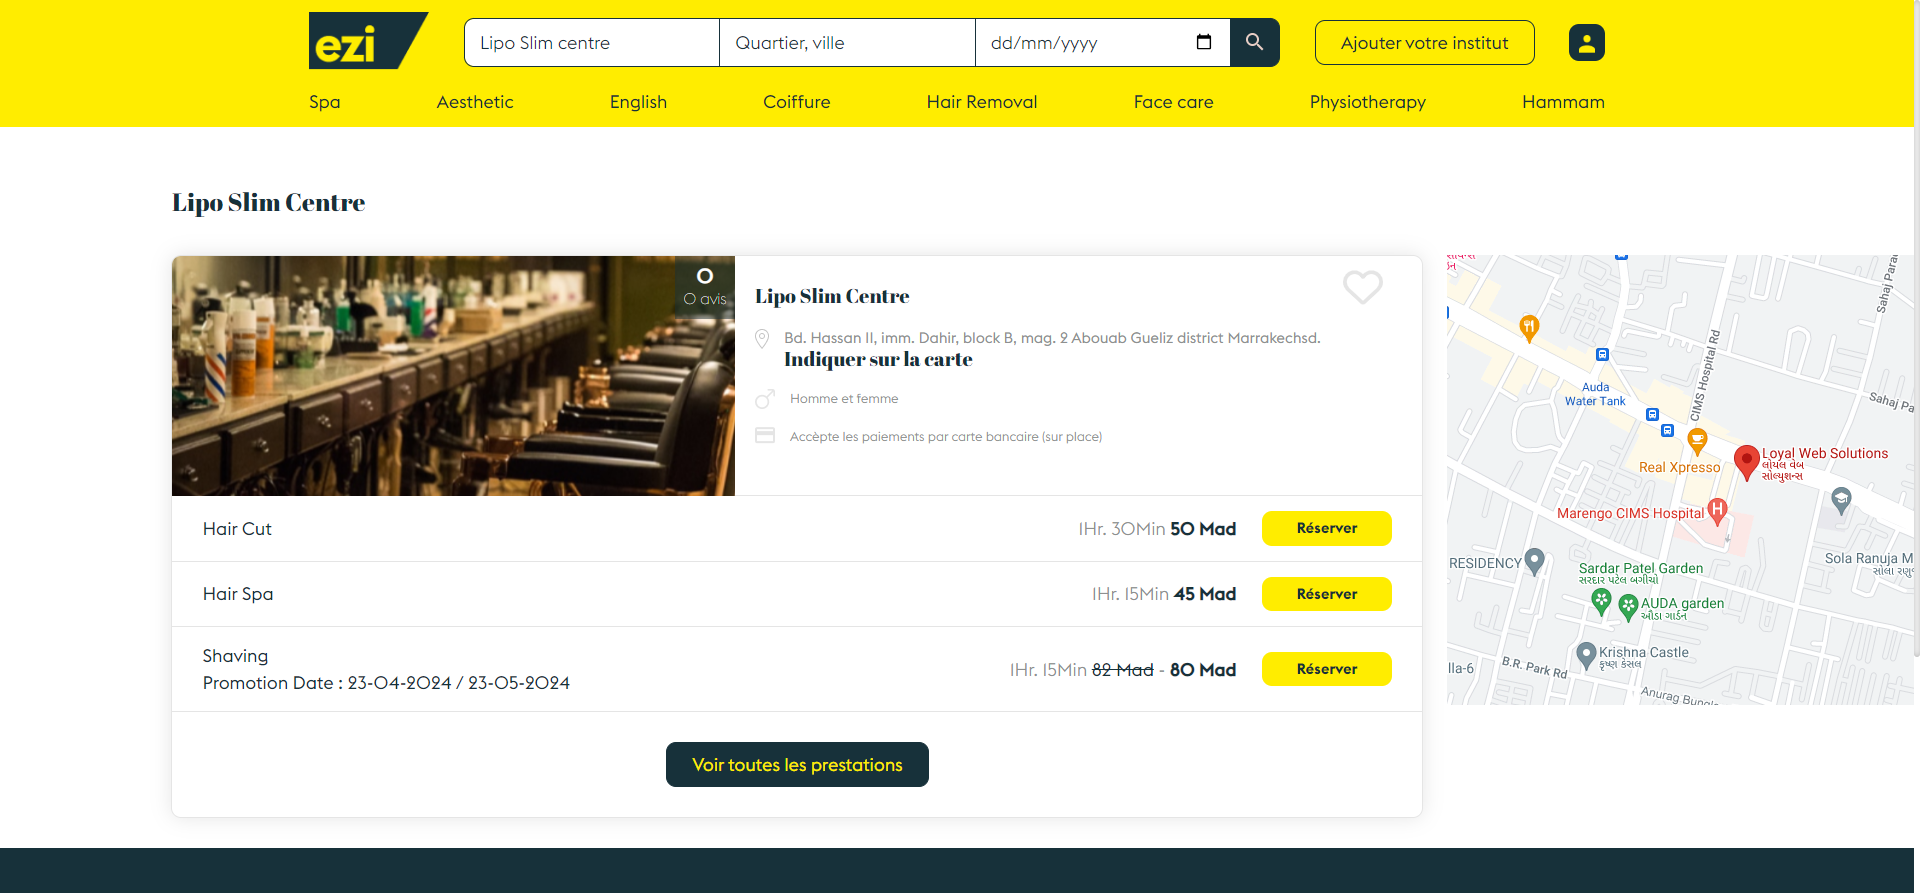 ezi
Lipo Slim centre
Quartier, ville
dd/mm/yyyy
Ajouter votre institut
Spa
Aesthetic
English
Coiffure
Hair Removal
Face care
Physiotherapy
Hammam
Lipo Slim Centre
0
0 avis
Lipo Slim Centre
Bd. Hassan II, imm. Dahir, block B, mag. 2 Abouab Gueliz district Marrakechsd.
Indiquer sur la carte
Homme et femme
Accèpte les paiements par carte bancaire (sur place)
Hair Cut
1Hr. 30Min 50 Mad
Réserver
Hair Spa
1Hr. 15Min 45 Mad
Réserver
Shaving
Promotion Date : 23-04-2024 / 23-05-2024
1Hr. 15Min 82 Mad - 80 Mad
Réserver
Voir toutes les prestations
Sahaj Parad
CIMS Hospital Rd
Auda
Water Tank
Sahaj Pa
Loyal Web Solutions
લોયલ વેબ
સોલ્યુશન્સ
Real Xpresso
Marengo CIMS Hospital
H
RESIDENCY
Sola Ranuja M
સોલા રણુ
Sardar Patel Garden
સરદાર પટેલ બગીચો
AUDA garden
ઔડા ગાર્ડન
Krishna Castle
કૃષ્ણ કેસલ
lla-6
B.R. Park Rd
Anurag Bungl